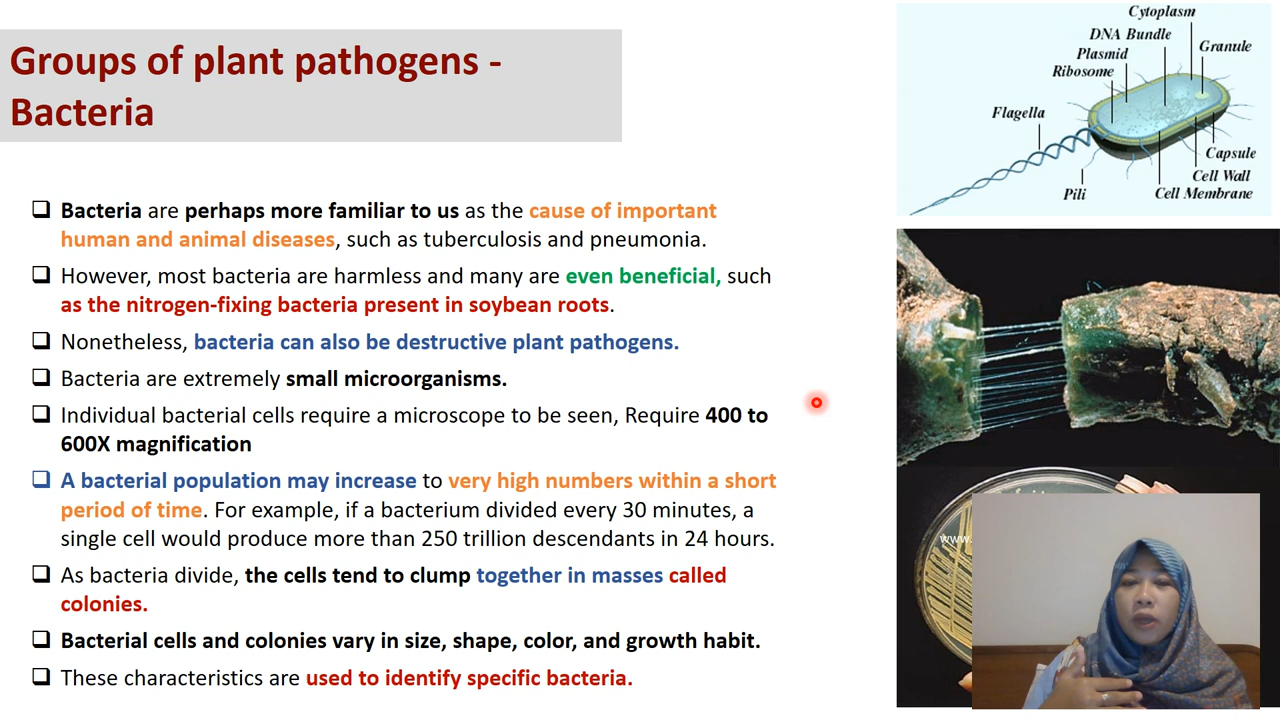 Groups of plant pathogens -
Bacteria
❑ Bacteria are perhaps more familiar to us as the cause of important
human and animal diseases, such as tuberculosis and pneumonia.
❑ However, most bacteria are harmless and many are even beneficial, such
as the nitrogen-fixing bacteria present in soybean roots.
❑ Nonetheless, bacteria can also be destructive plant pathogens.
❑ Bacteria are extremely small microorganisms.
❑ Individual bacterial cells require a microscope to be seen, Require 400 to
600X magnification
❑ A bacterial population may increase to very high numbers within a short
period of time. For example, if a bacterium divided every 30 minutes, a
single cell would produce more than 250 trillion descendants in 24 hours.
❑ As bacteria divide, the cells tend to clump together in masses called
colonies.
❑ Bacterial cells and colonies vary in size, shape, color, and growth habit.
❑ These characteristics are used to identify specific bacteria.
Cytoplasm
DNA Bundle
Granule
Plasmid
Ribosome
Flagella
Capsule
Cell Wall
Pili
Cell Membrane
www.